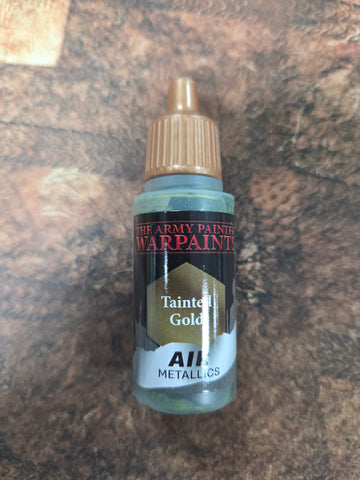 THE ARMY PAINTER
WARPAINTS
Tainted
Gold
AIR
METALLICS